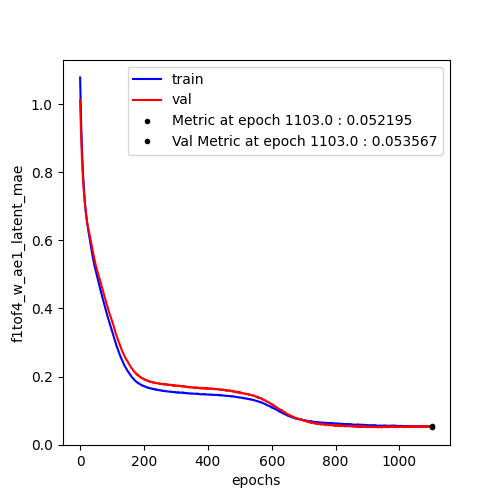 train
val
Metric at epoch 1103.0 : 0.052195
Val Metric at epoch 1103.0 : 0.053567
f1tof4_w_ae1_latent_mae
1.0
0.8
0.6
0.4
0.2
0.0
0 200 400 600 800 1000
epochs